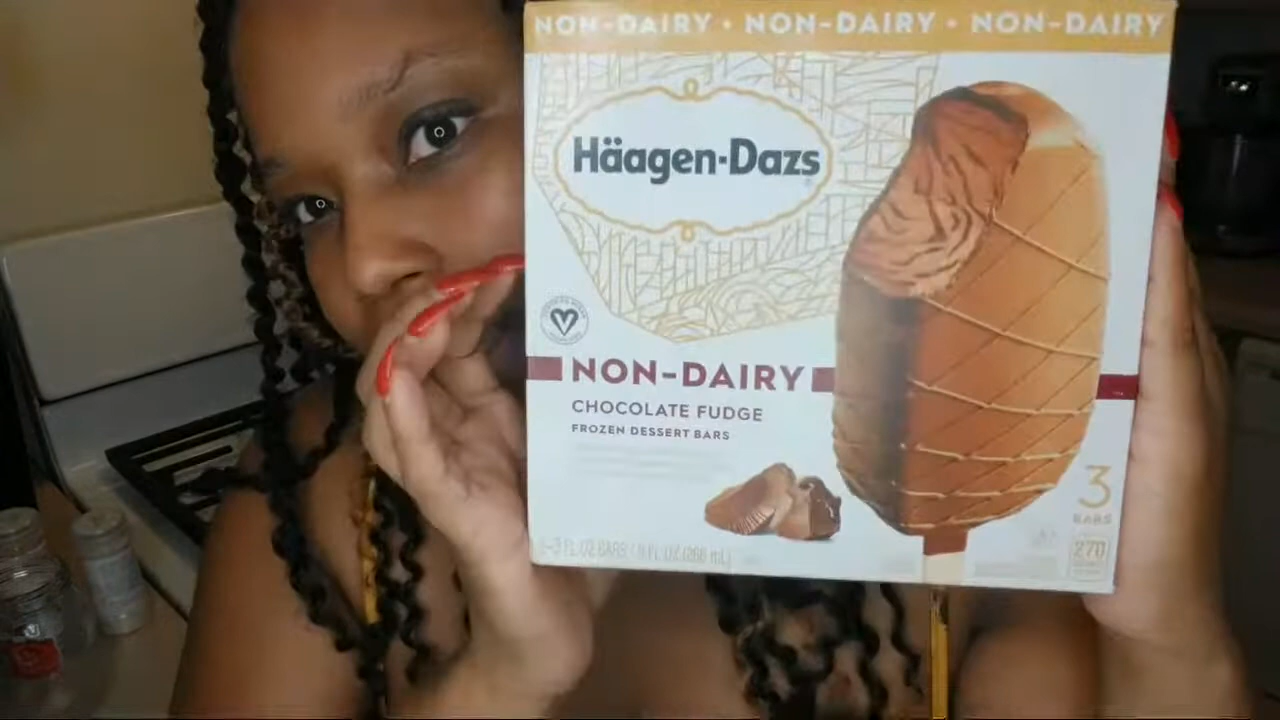 NON-DAIRY • NON-DAIRY • NON-DAIRY
Häagen-Dazs
NON-DAIRY
CHOCOLATE FUDGE
FROZEN DESSERT BARS
3
BARS
270